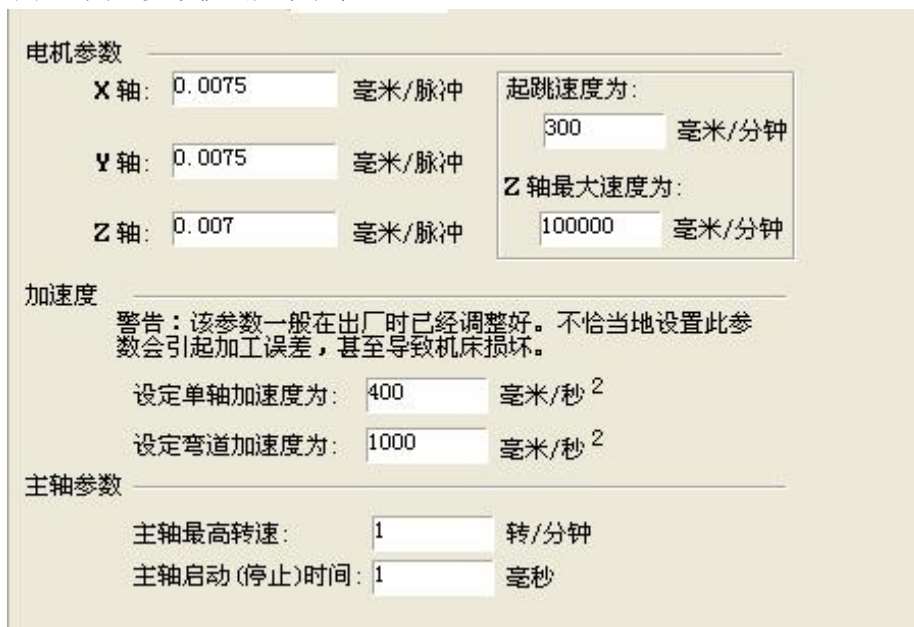 电机参数
X 轴: 0.0075 毫米/脉冲
起跳速度为:
300 毫米/分钟
Y 轴: 0.0075 毫米/脉冲
Z 轴最大速度为:
Z 轴: 0.007 毫米/脉冲
100000 毫米/分钟
加速度
警告：该参数一般在出厂时已经调整好。不恰当地设置此参
数会引起加工误差，甚至导致机床损坏。
设定单轴加速度为: 400 毫米/秒 2
设定弯道加速度为: 1000 毫米/秒 2
主轴参数
主轴最高转速: 1 转/分钟
主轴启动(停止)时间: 1 毫秒